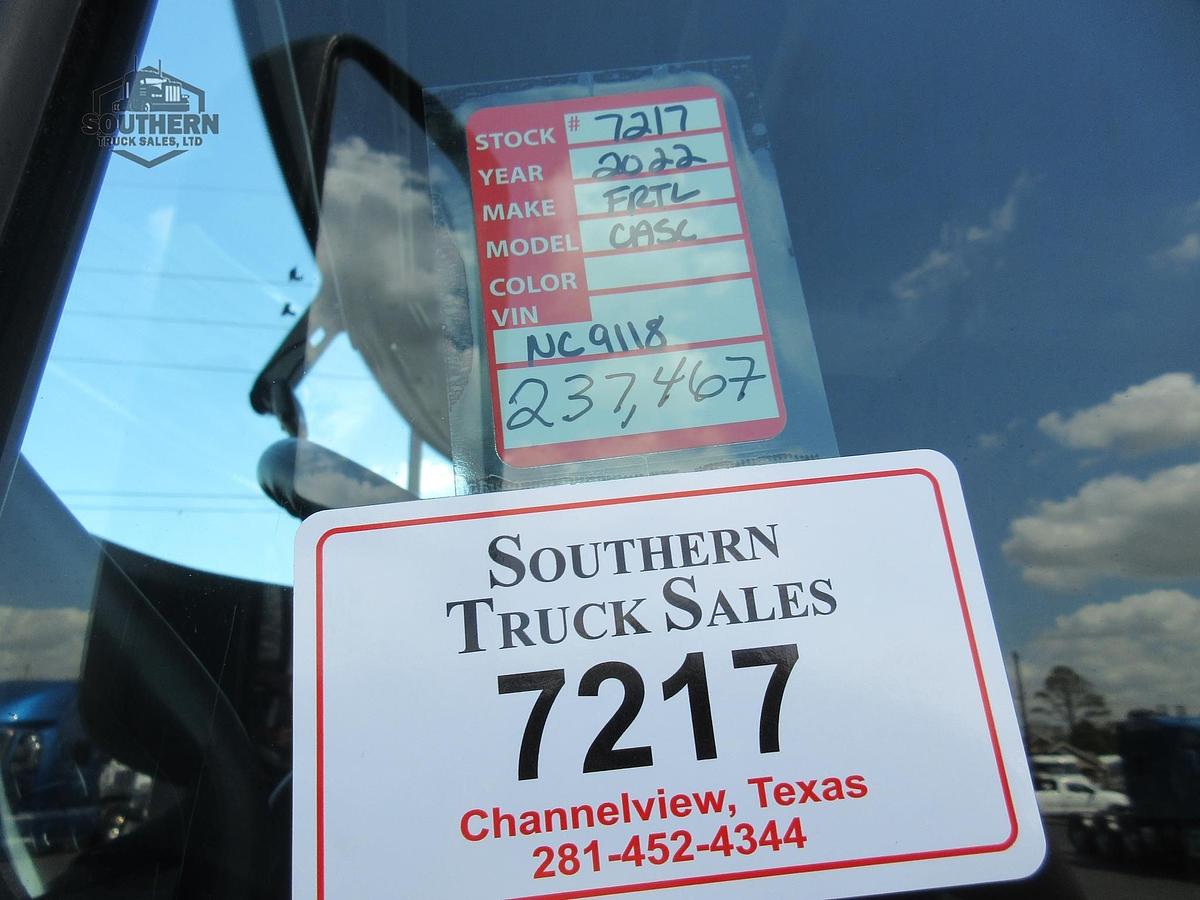 SOUTHERN
TRUCK SALES, LTD
STOCK # 7217
YEAR 2022
MAKE FRTL
MODEL CASC
COLOR
VIN
NC9118
237,467
SOUTHERN
TRUCK SALES
7217
Channelview, Texas
281-452-4344